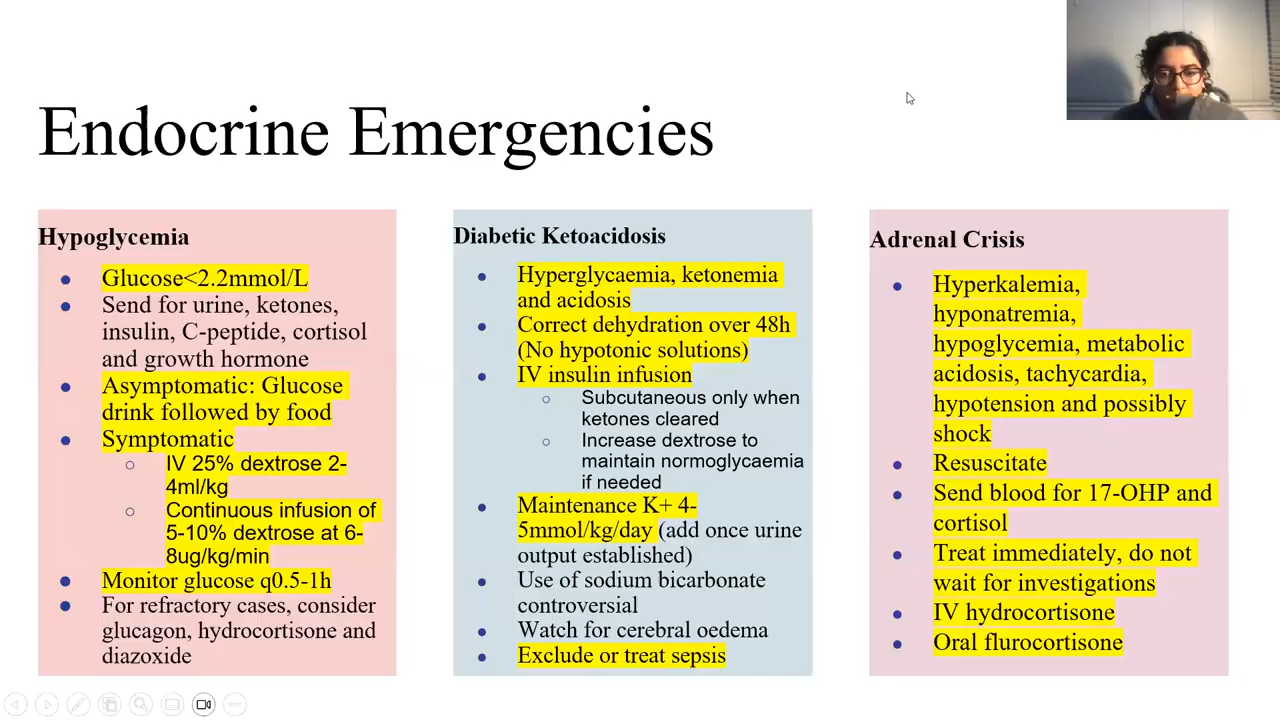 Endocrine Emergencies
Hypoglycemia
Glucose<2.2mmol/L
Send for urine, ketones,
insulin, C-peptide, cortisol
and growth hormone
Asymptomatic: Glucose
drink followed by food
Symptomatic
IV 25% dextrose 2-
4ml/kg
Continuous infusion of
5-10% dextrose at 6-
8ug/kg/min
Monitor glucose q0.5-1h
For refractory cases, consider
glucagon, hydrocortisone and
diazoxide
Diabetic Ketoacidosis
Hyperglycaemia, ketonemia
and acidosis
Correct dehydration over 48h
(No hypotonic solutions)
IV insulin infusion
Subcutaneous only when
ketones cleared
Increase dextrose to
maintain normoglycaemia
if needed
Maintenance K+ 4-
5mmol/kg/day (add once urine
output established)
Use of sodium bicarbonate
controversial
Watch for cerebral oedema
Exclude or treat sepsis
Adrenal Crisis
Hyperkalemia,
hyponatremia,
hypoglycemia, metabolic
acidosis, tachycardia,
hypotension and possibly
shock
Resuscitate
Send blood for 17-OHP and
cortisol
Treat immediately, do not
wait for investigations
IV hydrocortisone
Oral flurocortisone